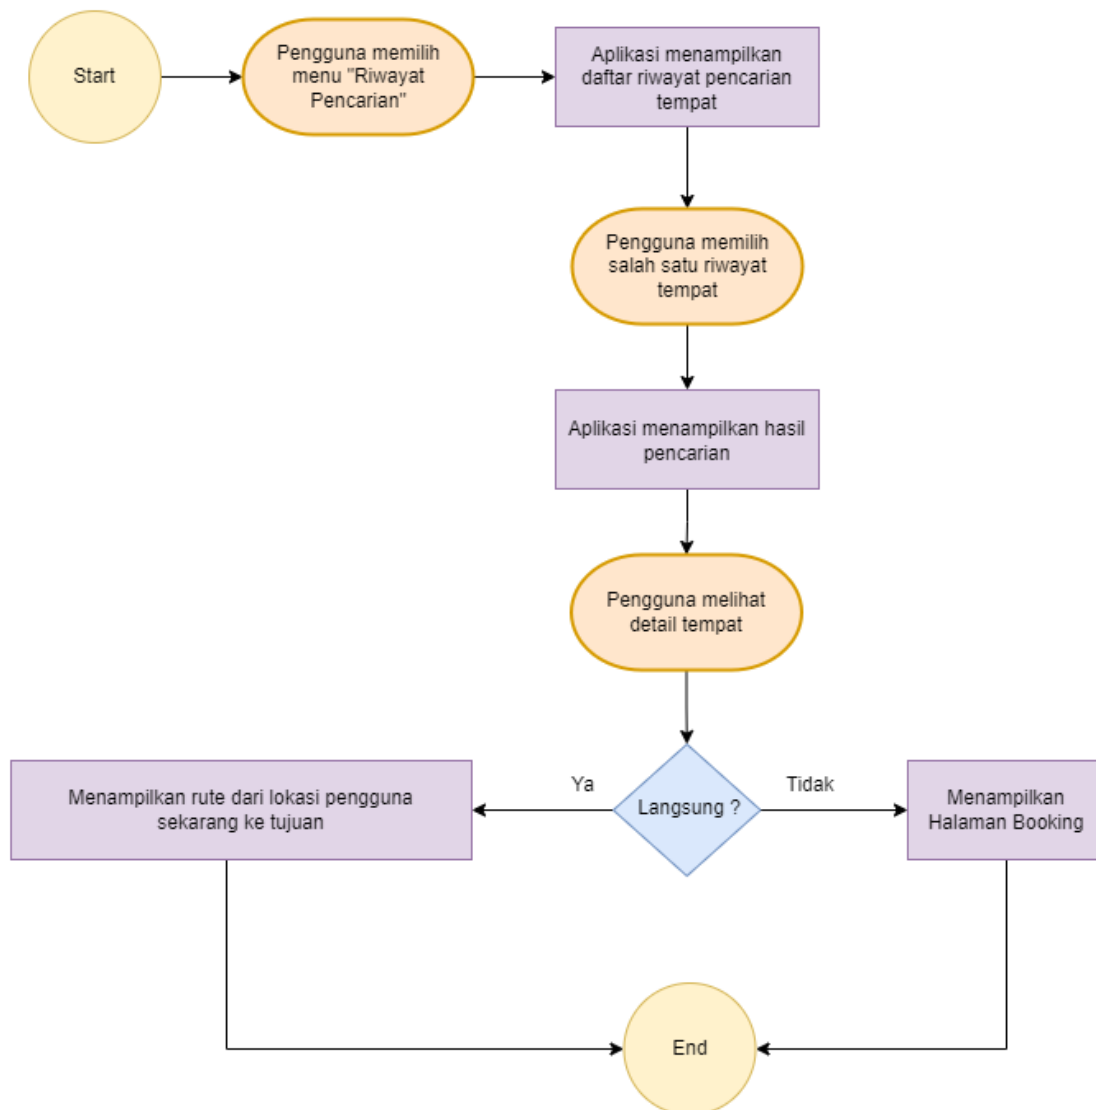 Start
Pengguna memilih
menu "Riwayat
Pencarian"
Aplikasi menampilkan
daftar riwayat pencarian
tempat
Pengguna memilih
salah satu riwayat
tempat
Aplikasi menampilkan hasil
pencarian
Pengguna melihat
detail tempat
Langsung ?
Ya
Tidak
Menampilkan rute dari lokasi pengguna
sekarang ke tujuan
Menampilkan
Halaman Booking
End